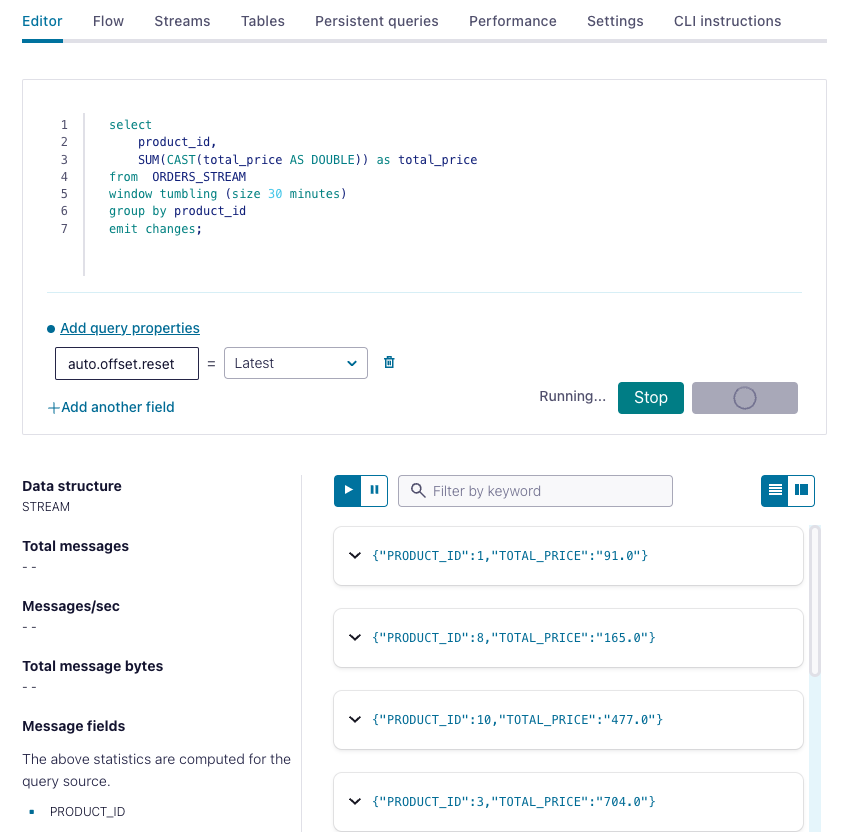 Editor Flow Streams Tables Persistent queries Performance Settings CLI instructions
1 select
2 product_id,
3 SUM(CAST(total_price AS DOUBLE)) as total_price
4 from  ORDERS_STREAM
5 window tumbling (size 30 minutes)
6 group by product_id
7 emit changes;
Add query properties
auto.offset.reset = Latest
Running... Stop
+Add another field
Data structure
STREAM
Total messages
--
Messages/sec
--
Total message bytes
--
Message fields
The above statistics are computed for the
query source.
PRODUCT_ID
Filter by keyword
{"PRODUCT_ID":1,"TOTAL_PRICE":"91.0"}
{"PRODUCT_ID":8,"TOTAL_PRICE":"165.0"}
{"PRODUCT_ID":10,"TOTAL_PRICE":"477.0"}
{"PRODUCT_ID":3,"TOTAL_PRICE":"704.0"}